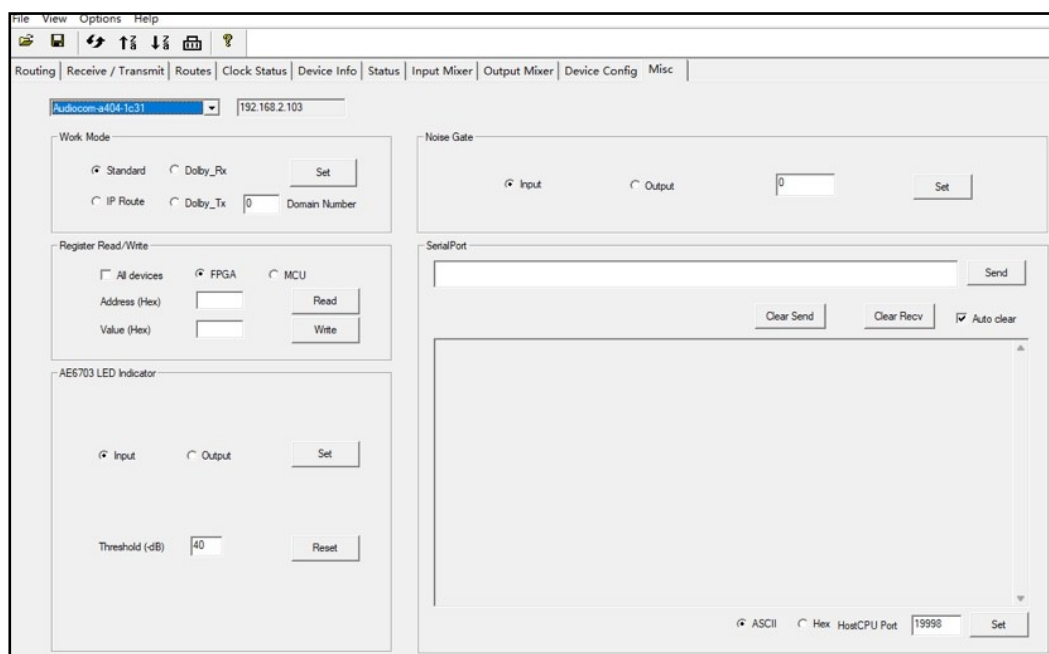 File View Options Help
Routing Receive / Transmit Routes Clock Status Device Info Status Input Mixer Output Mixer Device Config Misc
Audiocom-a404-1c31 192.168.2.103
Work Mode
Standard Dolby_Rx Set
IP Route Dolby_Tx 0 Domain Number
Noise Gate
Input Output 0 Set
Register Read/Write
All devices FPGA MCU
Address (Hex) Read
Value (Hex) Write
SerialPort
Send
Clear Send Clear Recv Auto clear
AE6703 LED Indicator
Input Output Set
Threshold (-dB) 40 Reset
ASCII Hex HostCPU Port 19998 Set